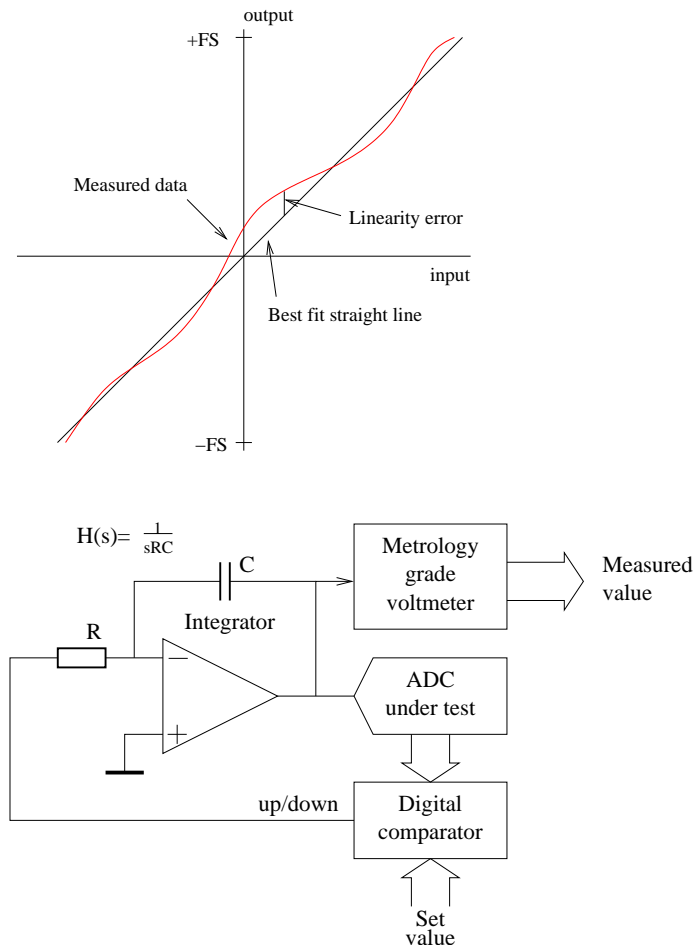 output
+FS
Measured data
Linearity error
input
Best fit straight line
−FS
H(s)= 1/sRC
C
Metrology
grade
voltmeter
Measured
value
Integrator
R
−
+
ADC
under test
up/down
Digital
comparator
Set
value